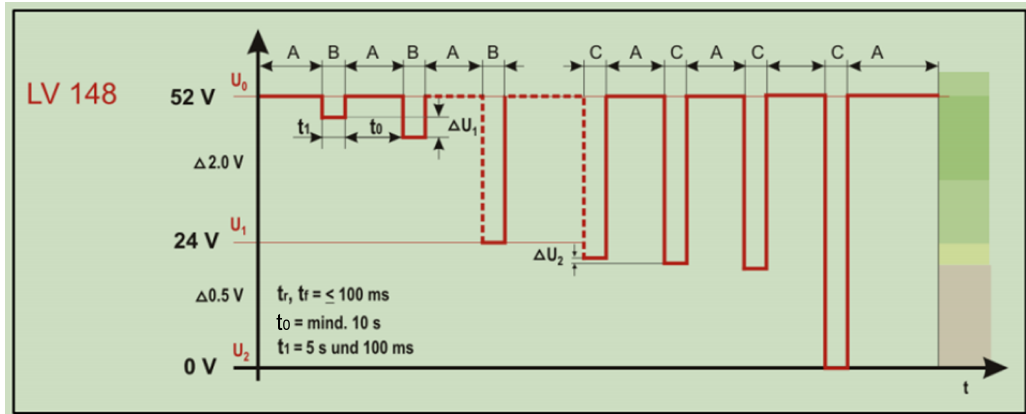 A B A B A B C A C A C C A
LV 148
U₀
52 V
t₁ t₀ ΔU₁
Δ2.0 V
U₁
24 V
ΔU₂
Δ0.5 V
tr, tf = ≤ 100 ms
t0 = mind. 10 s
t1 = 5 s und 100 ms
U₂
0 V
t